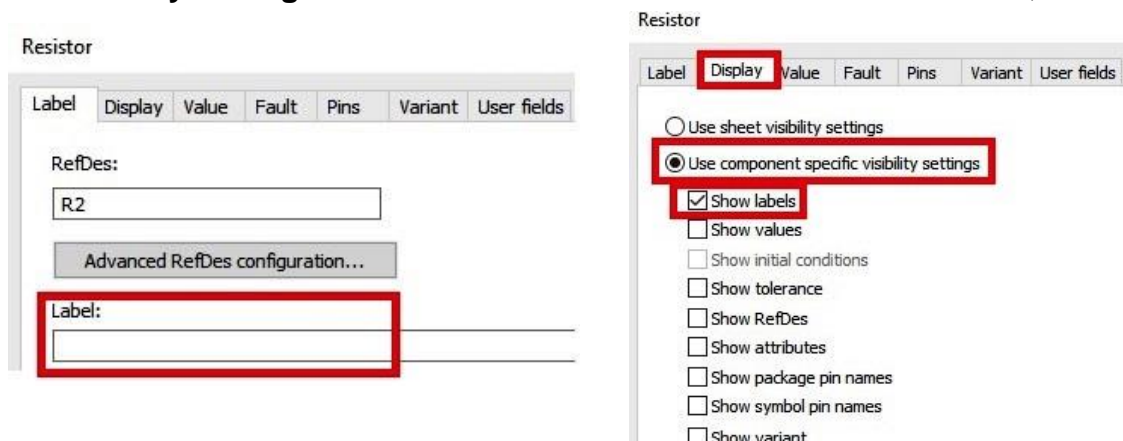 Resistor
Label Display Value Fault Pins Variant User fields
RefDes:
R2
Advanced RefDes configuration...
Label:
Resistor
Label Display Value Fault Pins Variant User fields
Use sheet visibility settings
Use component specific visibility settings
Show labels
Show values
Show initial conditions
Show tolerance
Show RefDes
Show attributes
Show package pin names
Show symbol pin names
Show variant